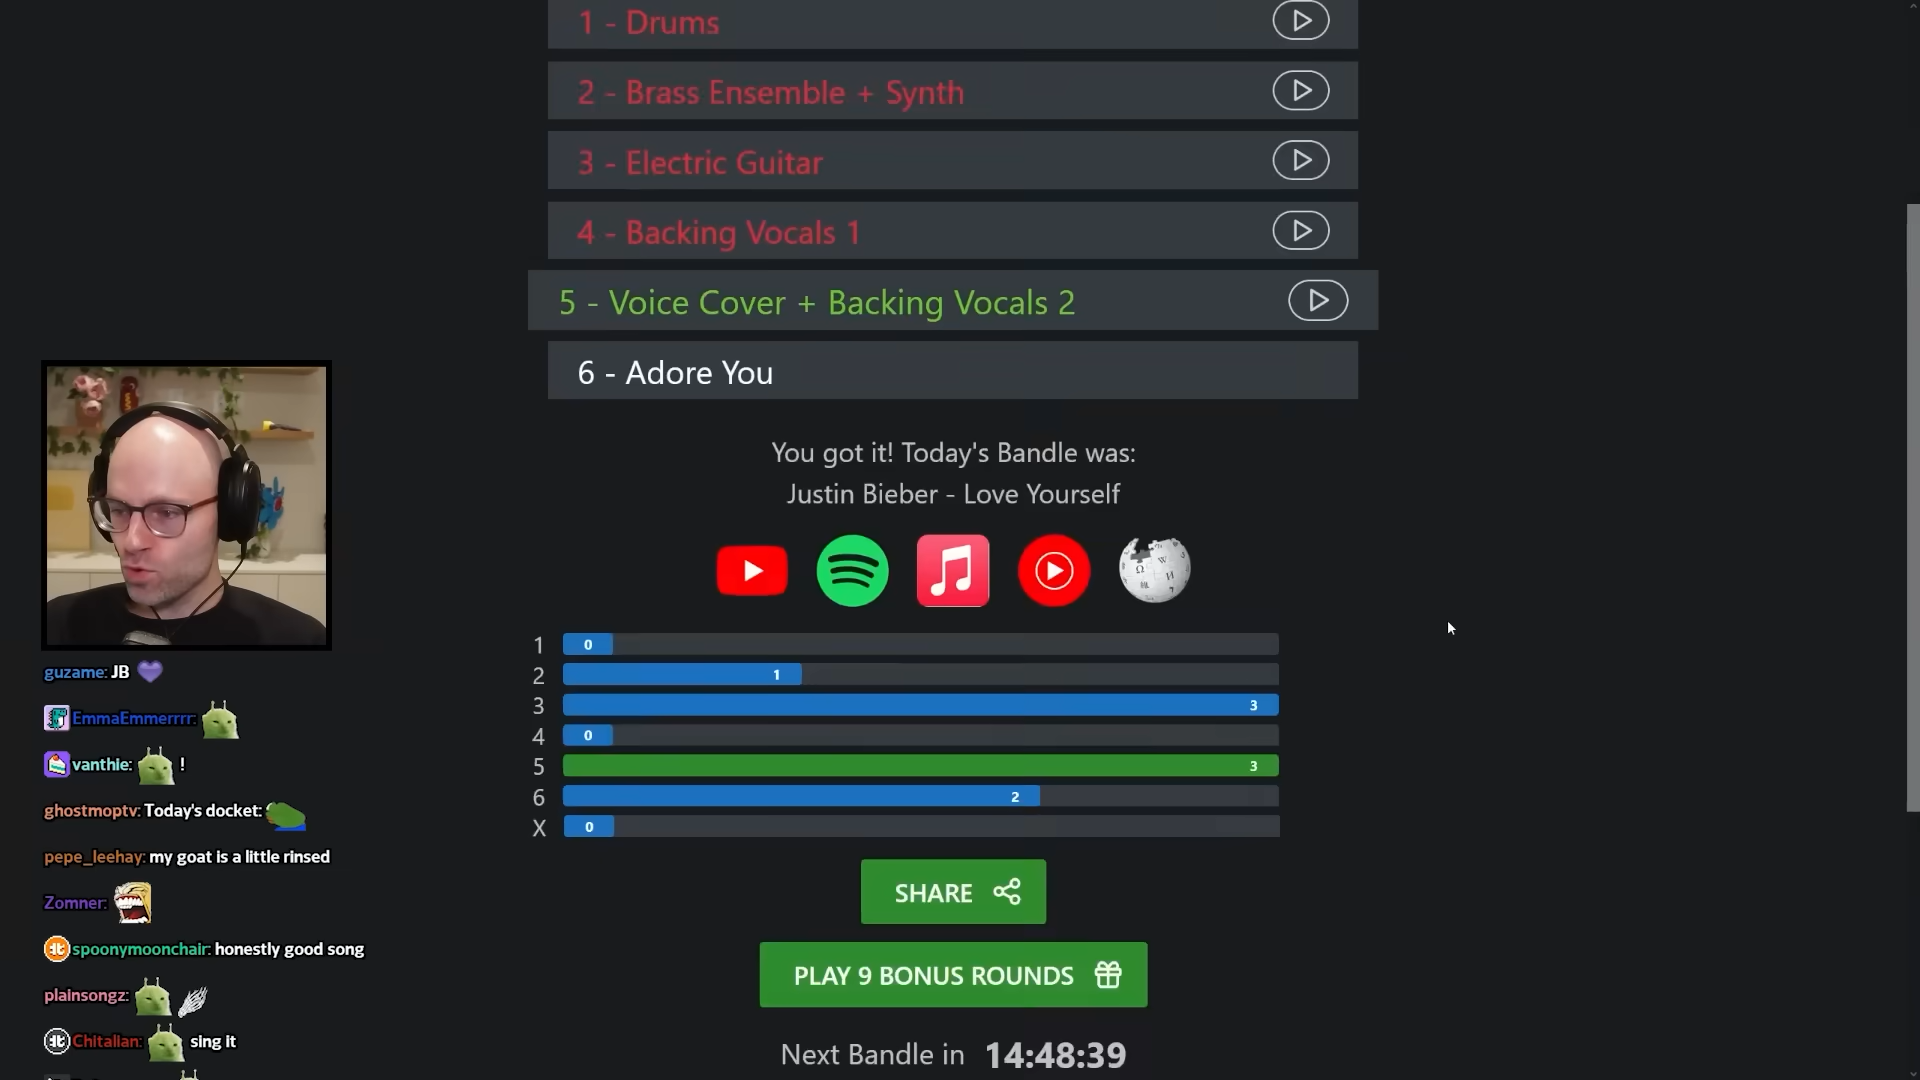 1 - Drums
2 - Brass Ensemble + Synth
3 - Electric Guitar
4 - Backing Vocals 1
5 - Voice Cover + Backing Vocals 2
6 - Adore You
You got it! Today's Bandle was:
Justin Bieber - Love Yourself
1 0
2 1
3 3
4 0
5 3
6 2
X 0
SHARE
PLAY 9 BONUS ROUNDS
Next Bandle in 14:48:39
guzame: JB
EmmaEmmerrrr:
vanthie: !
ghostmoptv: Today's docket:
pepe_leehay: my goat is a little rinsed
Zomner:
spoonymoonchair: honestly good song
plainsongz:
Chitalian: sing it